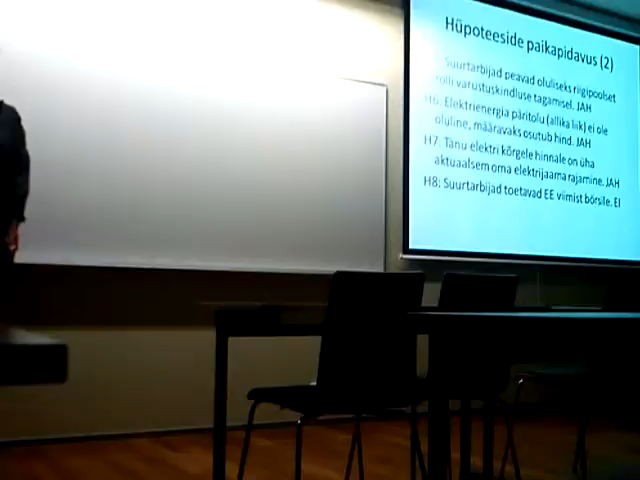 Hüpoteeside paikapidavus (2)
Suurtarbijad peavad oluliseks riigipoolset
rolli varustuskindluse tagamisel. JAH
H6: Elektrienergia päritolu (allika liik) ei ole
oluline, määravaks osutub hind. JAH
H7: Tänu elektri kõrgele hinnale on üha
aktuaalsem oma elektrijaama rajamine. JAH
H8: Suurtarbijad toetavad EE viimist börsile. EI